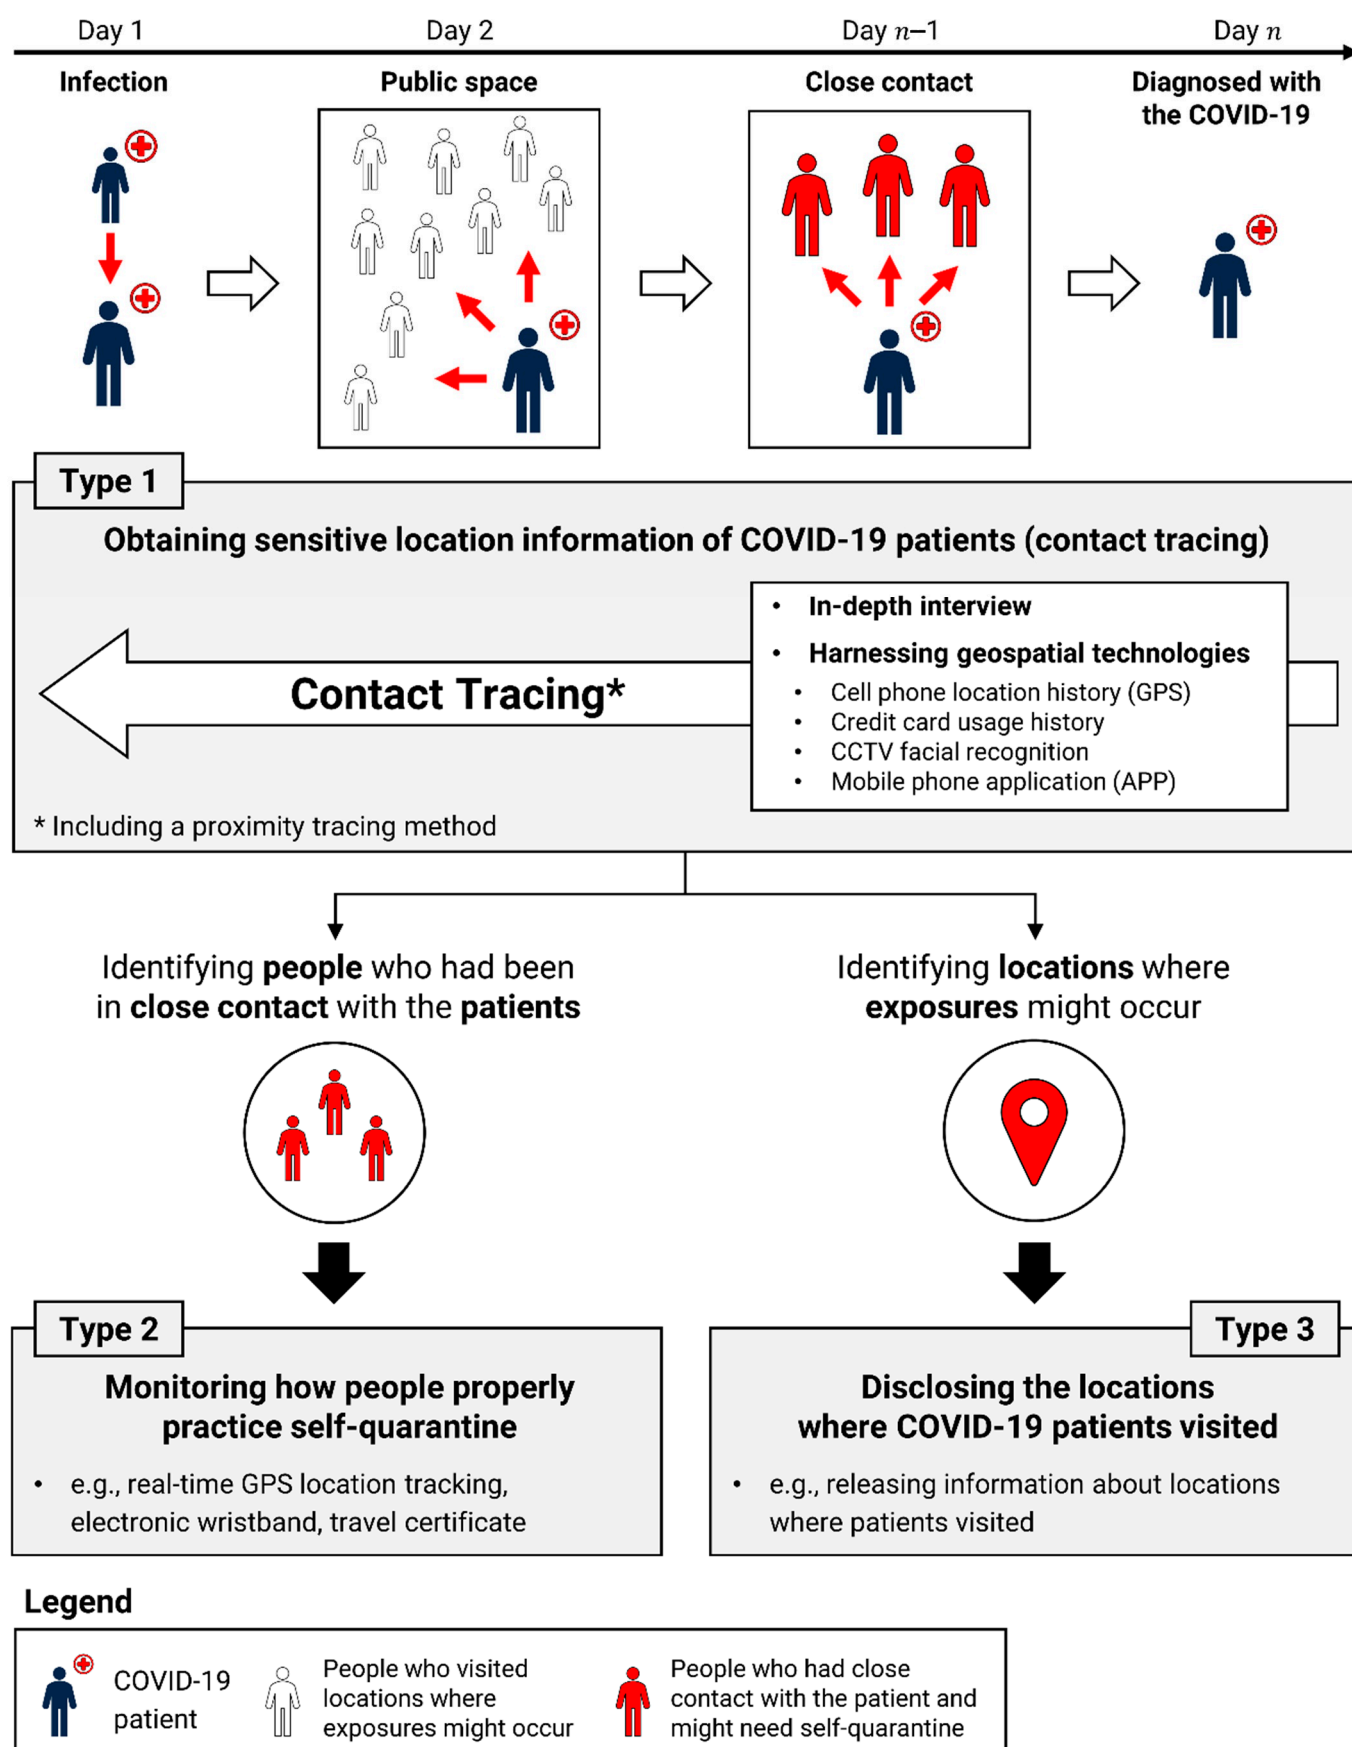 Day 1
Day 2
Day n–1
Day n
Infection
Public space
Close contact
Diagnosed with
the COVID-19
Type 1
Obtaining sensitive location information of COVID-19 patients (contact tracing)
• In-depth interview
• Harnessing geospatial technologies
• Cell phone location history (GPS)
• Credit card usage history
• CCTV facial recognition
• Mobile phone application (APP)
Contact Tracing*
* Including a proximity tracing method
Identifying people who had been
in close contact with the patients
Identifying locations where
exposures might occur
Type 2
Monitoring how people properly
practice self-quarantine
• e.g., real-time GPS location tracking,
electronic wristband, travel certificate
Type 3
Disclosing the locations
where COVID-19 patients visited
• e.g., releasing information about locations
where patients visited
Legend
COVID-19
patient
People who visited
locations where
exposures might occur
People who had close
contact with the patient and
might need self-quarantine